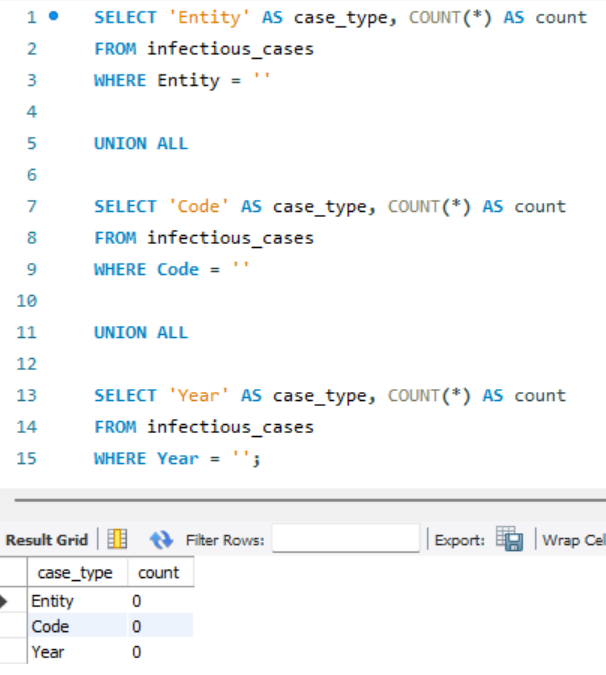 1 SELECT 'Entity' AS case_type, COUNT(*) AS count
2 FROM infectious_cases
3 WHERE Entity = ''
4
5 UNION ALL
6
7 SELECT 'Code' AS case_type, COUNT(*) AS count
8 FROM infectious_cases
9 WHERE Code = ''
10
11 UNION ALL
12
13 SELECT 'Year' AS case_type, COUNT(*) AS count
14 FROM infectious_cases
15 WHERE Year = '';
Result Grid Filter Rows: Export: Wrap Cel
case_type count
Entity 0
Code 0
Year 0